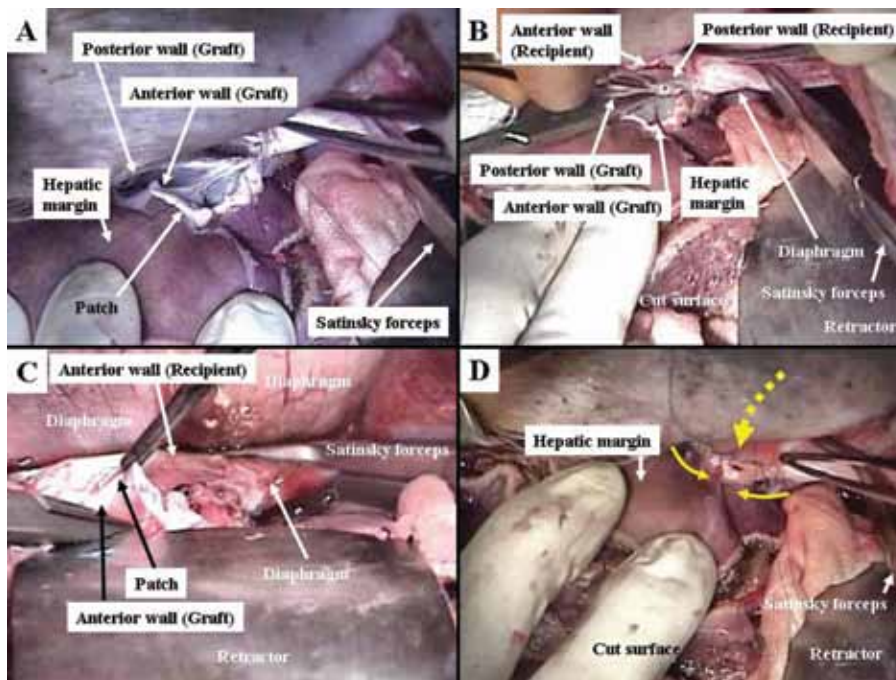 A
Posterior wall (Graft)
Anterior wall (Graft)
Hepatic
margin
Patch
Satinsky forceps
B
Anterior wall
(Recipient)
Posterior wall (Recipient)
Posterior wall (Graft)
Hepatic
margin
Anterior wall (Graft)
Diaphragm
Cut surface
Satinsky forceps
Retractor
C
Anterior wall (Recipient)
Diaphragm
Diaphragm
Satinsky forceps
Diaphragm
Patch
Anterior wall (Graft)
Retractor
D
Hepatic margin
Satinsky forceps
Cut surface
Retractor